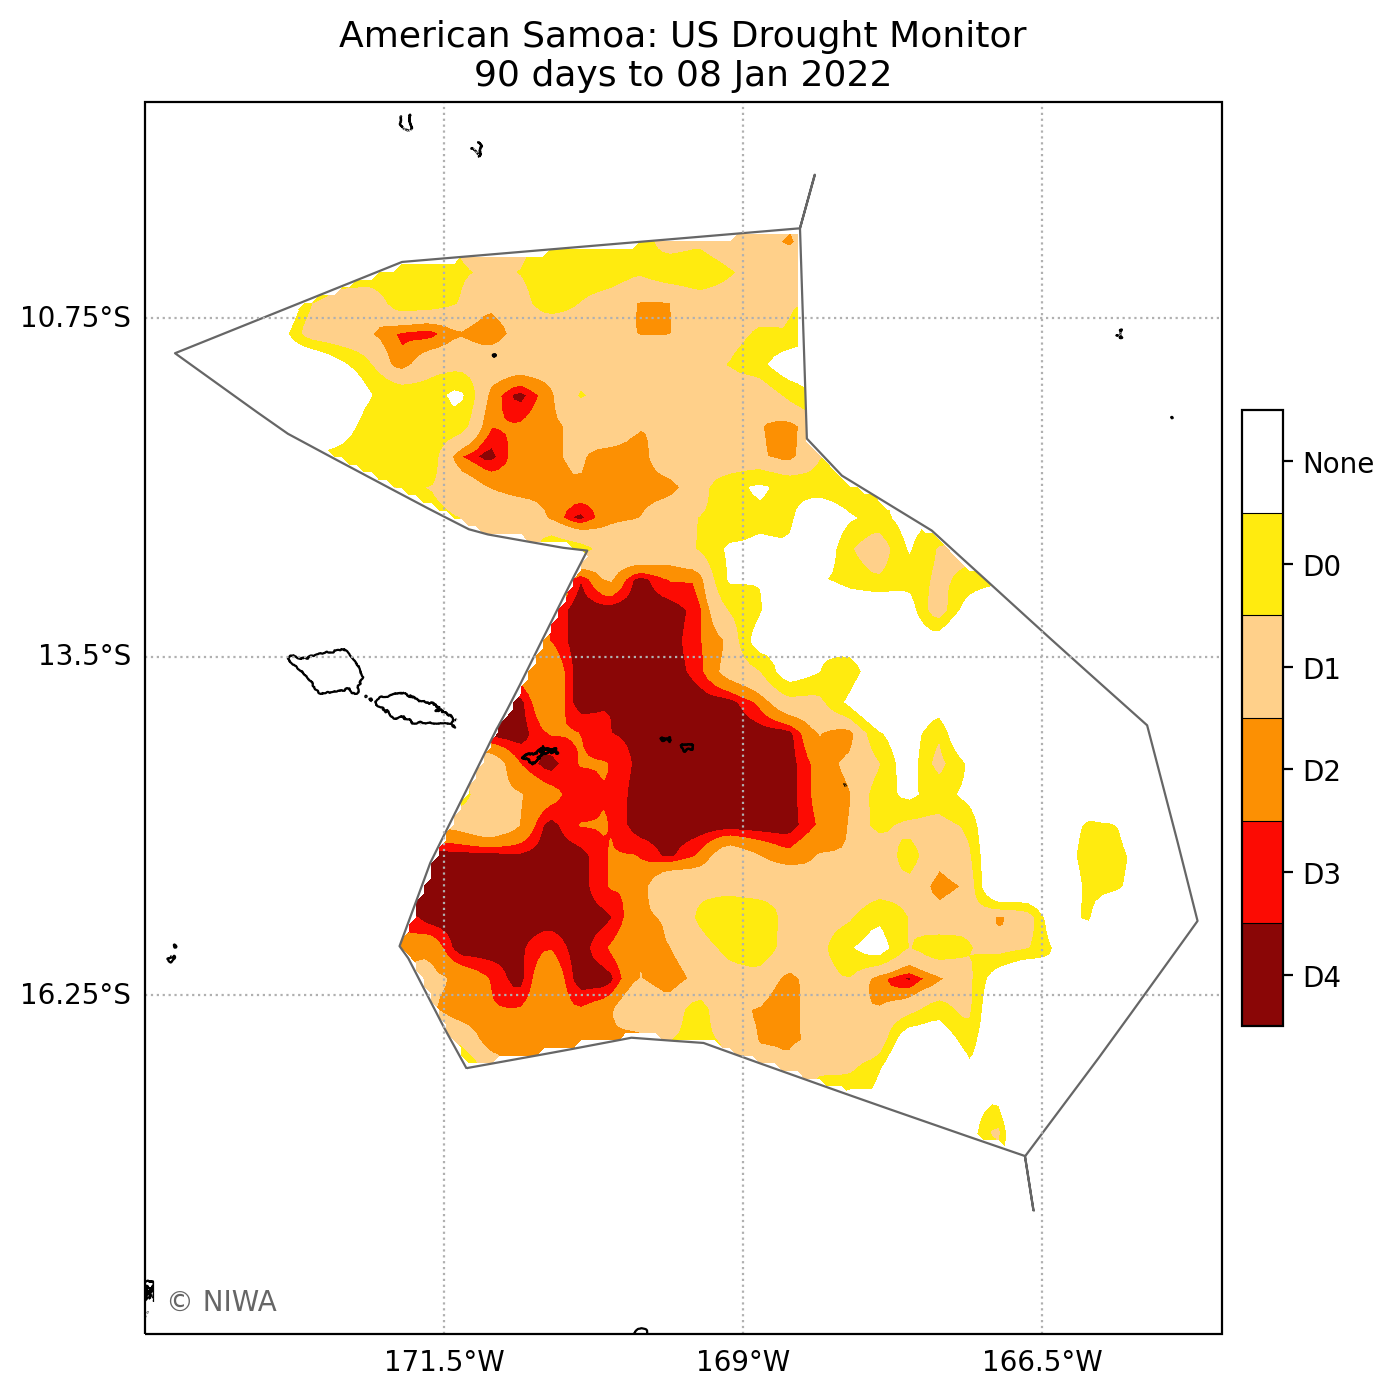 American Samoa: US Drought Monitor
90 days to 08 Jan 2022
10.75°S
None
D0
13.5°S
D1
D2
D3
D4
16.25°S
© NIWA
171.5°W
169°W
166.5°W